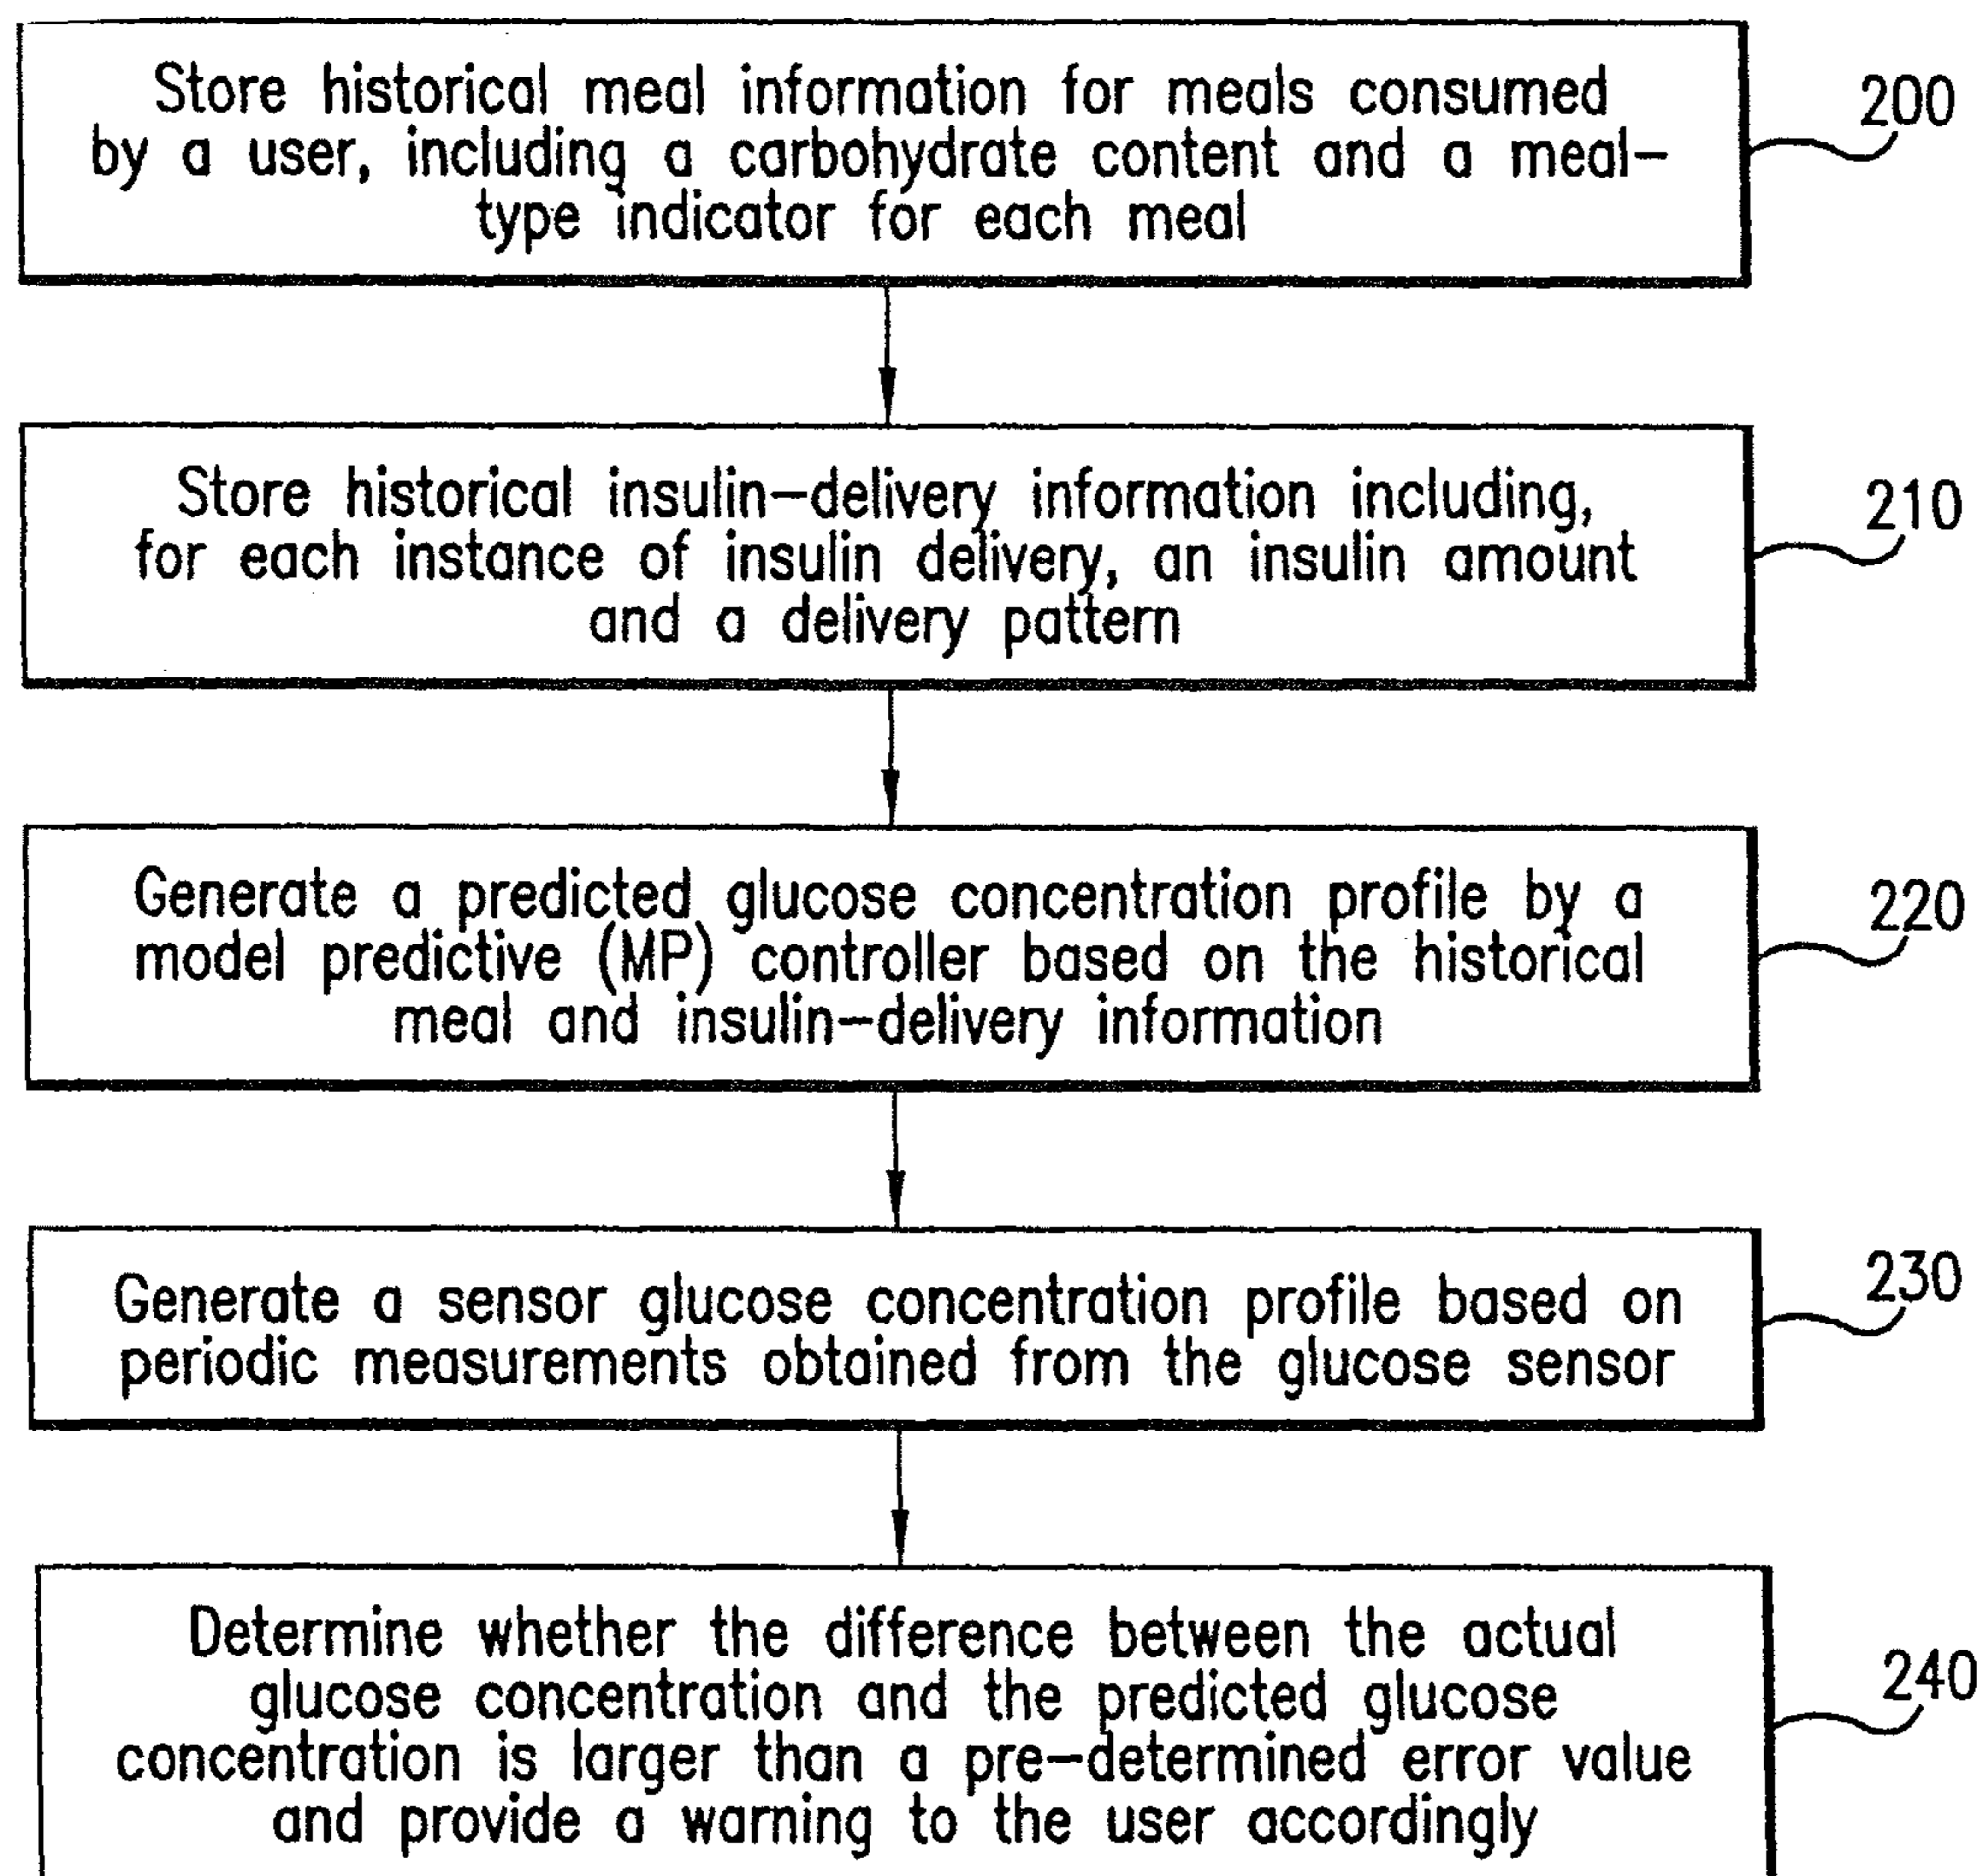 Store historical meal information for meals consumed
by a user, including a carbohydrate content and a meal-
type indicator for each meal
200
Store historical insulin-delivery information including,
for each instance of insulin delivery, an insulin amount
and a delivery pattern
210
Generate a predicted glucose concentration profile by a
model predictive (MP) controller based on the historical
meal and insulin-delivery information
220
Generate a sensor glucose concentration profile based on
periodic measurements obtained from the glucose sensor
230
Determine whether the difference between the actual
glucose concentration and the predicted glucose
concentration is larger than a pre-determined error value
and provide a warning to the user accordingly
240